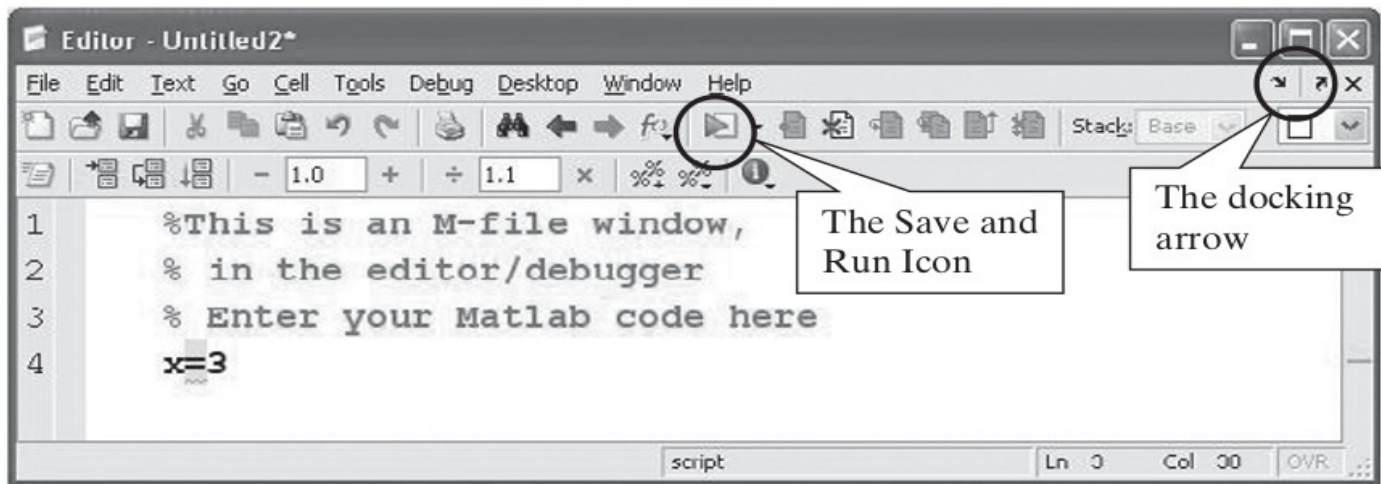 Editor - Untitled2*
File Edit Text Go Cell Tools Debug Desktop Window Help
Stack: Base
- 1.0 + ÷ 1.1 ×
1 %This is an M-file window,
2 % in the editor/debugger
3 % Enter your Matlab code here
4 x=3
The Save and
Run Icon
The docking
arrow
script Ln Col OVR